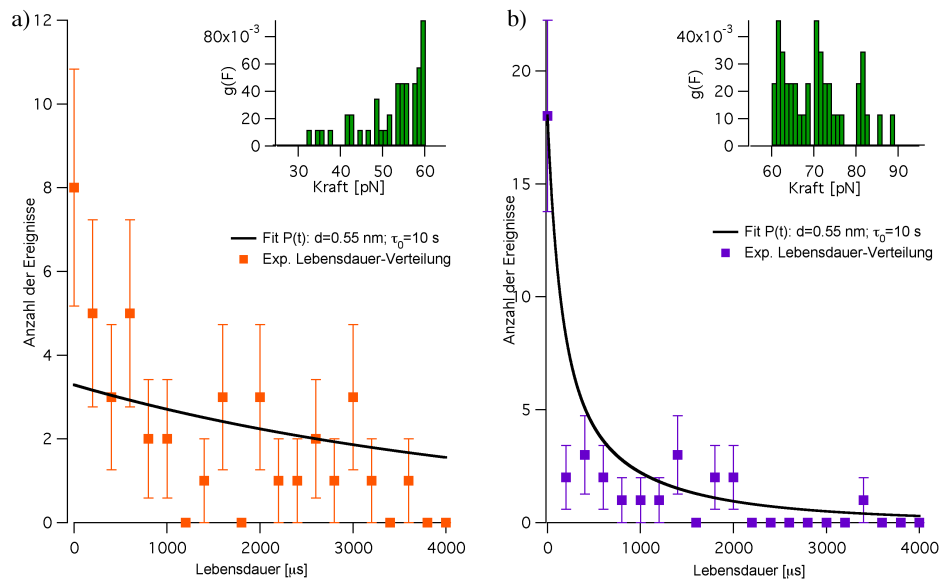 a)
12
10
8
6
4
2
0
Anzahl der Ereignisse
0
1000
2000
3000
4000
Lebensdauer [µs]
80x10⁻³
60
40
20
0
g(F)
30
40
50
60
Kraft [pN]
Fit P(t): d=0.55 nm; τ₀=10 s
Exp. Lebensdauer-Verteilung
b)
20
15
10
5
0
Anzahl der Ereignisse
0
1000
2000
3000
4000
Lebensdauer [µs]
40x10⁻³
30
20
10
0
g(F)
60
70
80
90
Kraft [pN]
Fit P(t): d=0.55 nm; τ₀=10 s
Exp. Lebensdauer-Verteilung